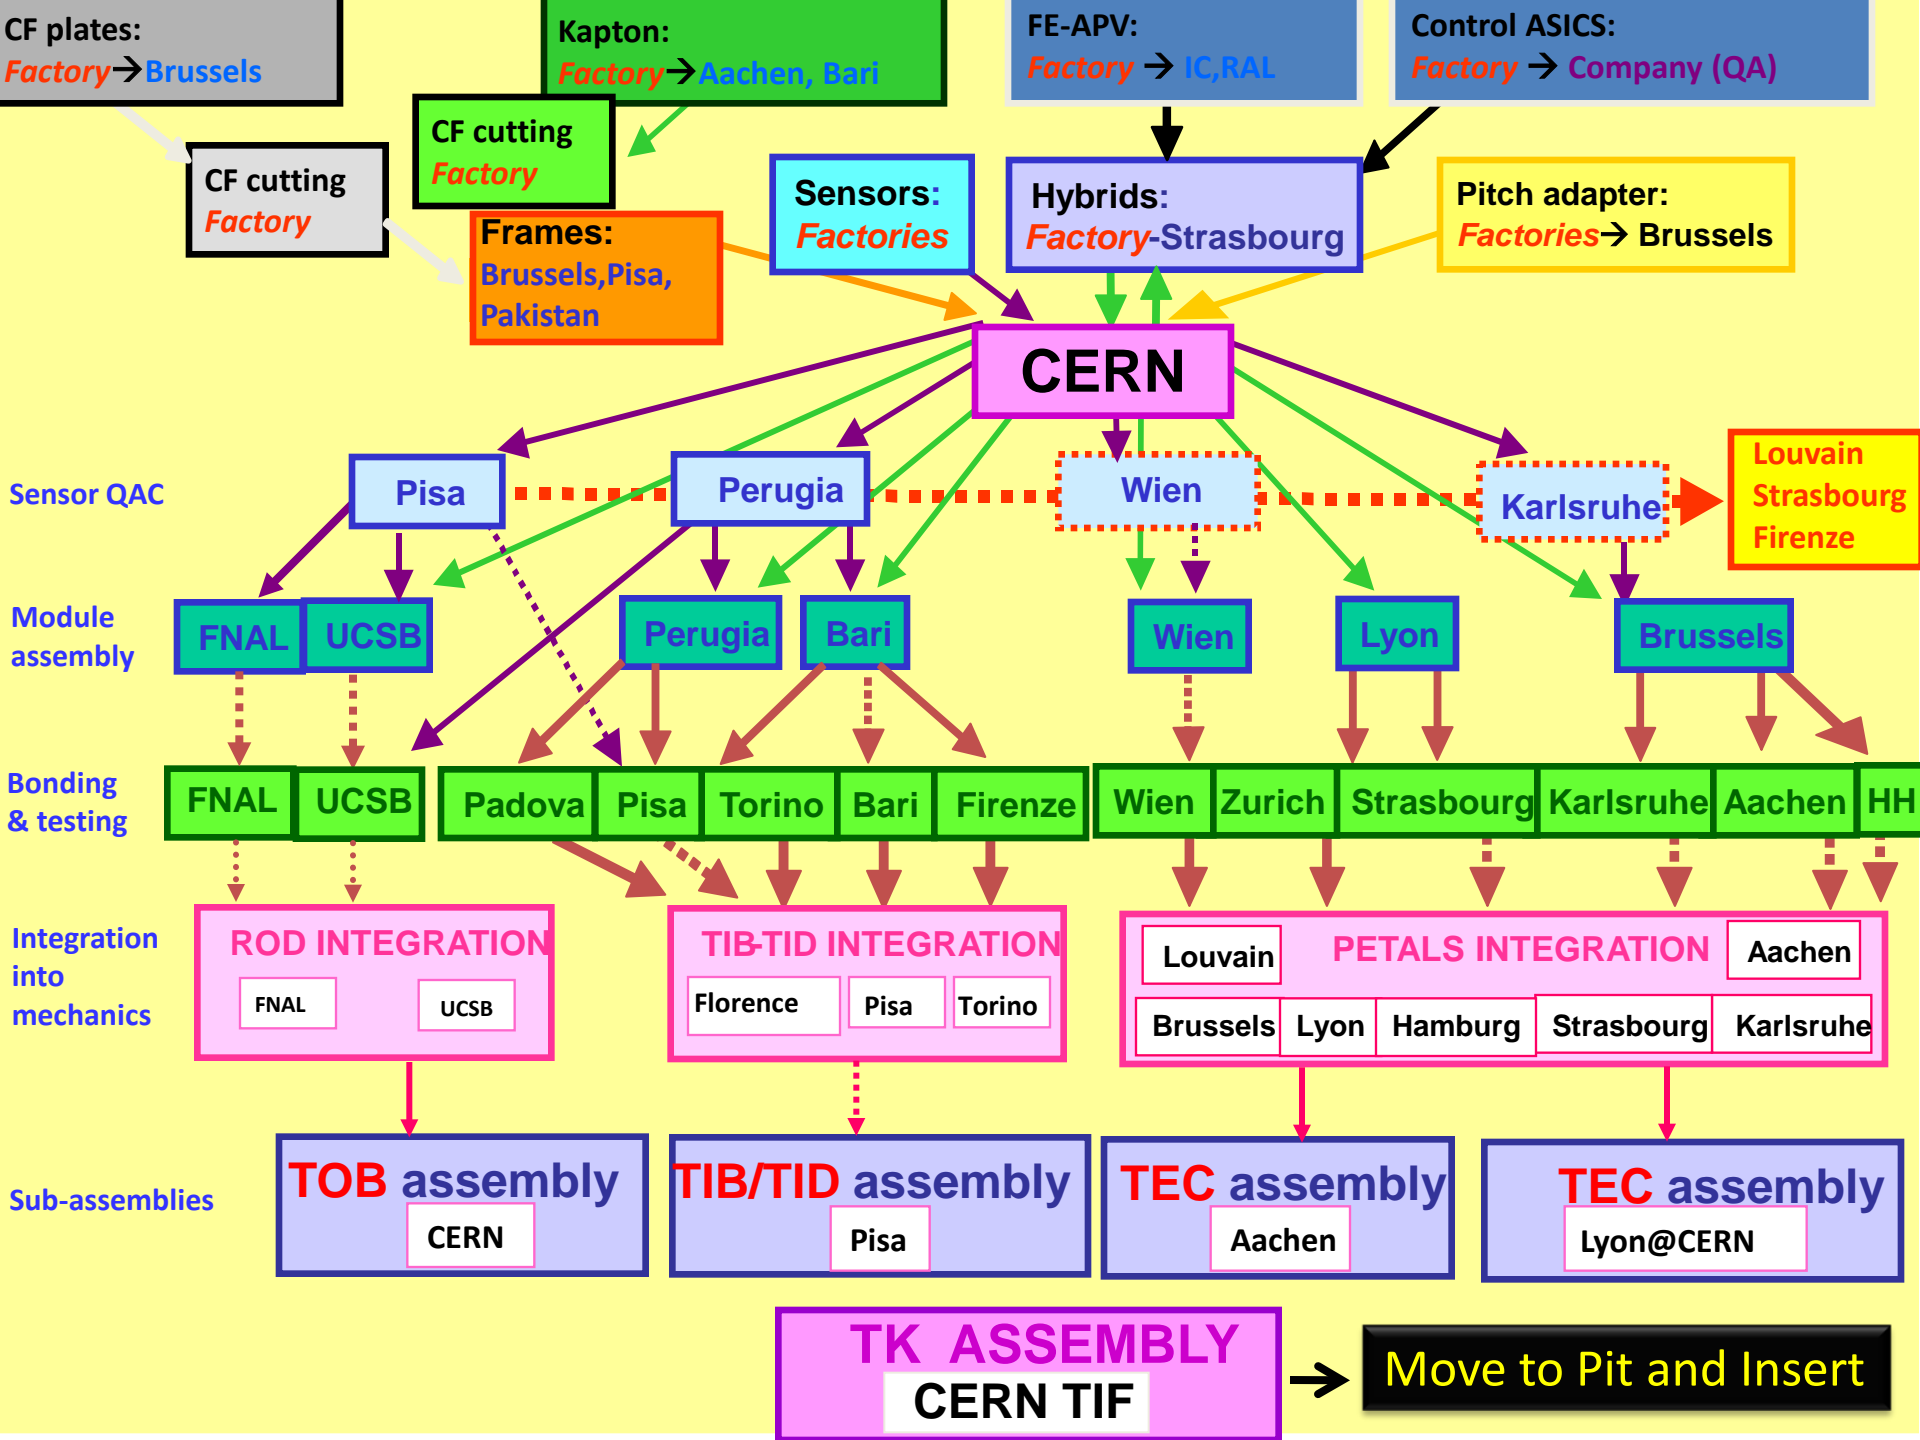 CF plates:
Factory→Brussels
Kapton:
Factory→Aachen, Bari
FE-APV:
Factory → IC,RAL
Control ASICS:
Factory → Company (QA)
CF cutting
Factory
CF cutting
Factory
Frames:
Brussels,Pisa,
Pakistan
Sensors:
Factories
Hybrids:
Factory-Strasbourg
Pitch adapter:
Factories→ Brussels
CERN
Sensor QAC
Pisa
Perugia
Wien
Karlsruhe
Louvain
Strasbourg
Firenze
Module
assembly
FNAL
UCSB
Perugia
Bari
Wien
Lyon
Brussels
Bonding
& testing
FNAL
UCSB
Padova
Pisa
Torino
Bari
Firenze
Wien
Zurich
Strasbourg
Karlsruhe
Aachen
HH
Integration
into
mechanics
ROD INTEGRATION
FNAL
UCSB
TIB-TID INTEGRATION
Florence
Pisa
Torino
PETALS INTEGRATION
Louvain
Aachen
Brussels
Lyon
Hamburg
Strasbourg
Karlsruhe
Sub-assemblies
TOB assembly
CERN
TIB/TID assembly
Pisa
TEC assembly
Aachen
TEC assembly
Lyon@CERN
TK ASSEMBLY
CERN TIF
→
Move to Pit and Insert